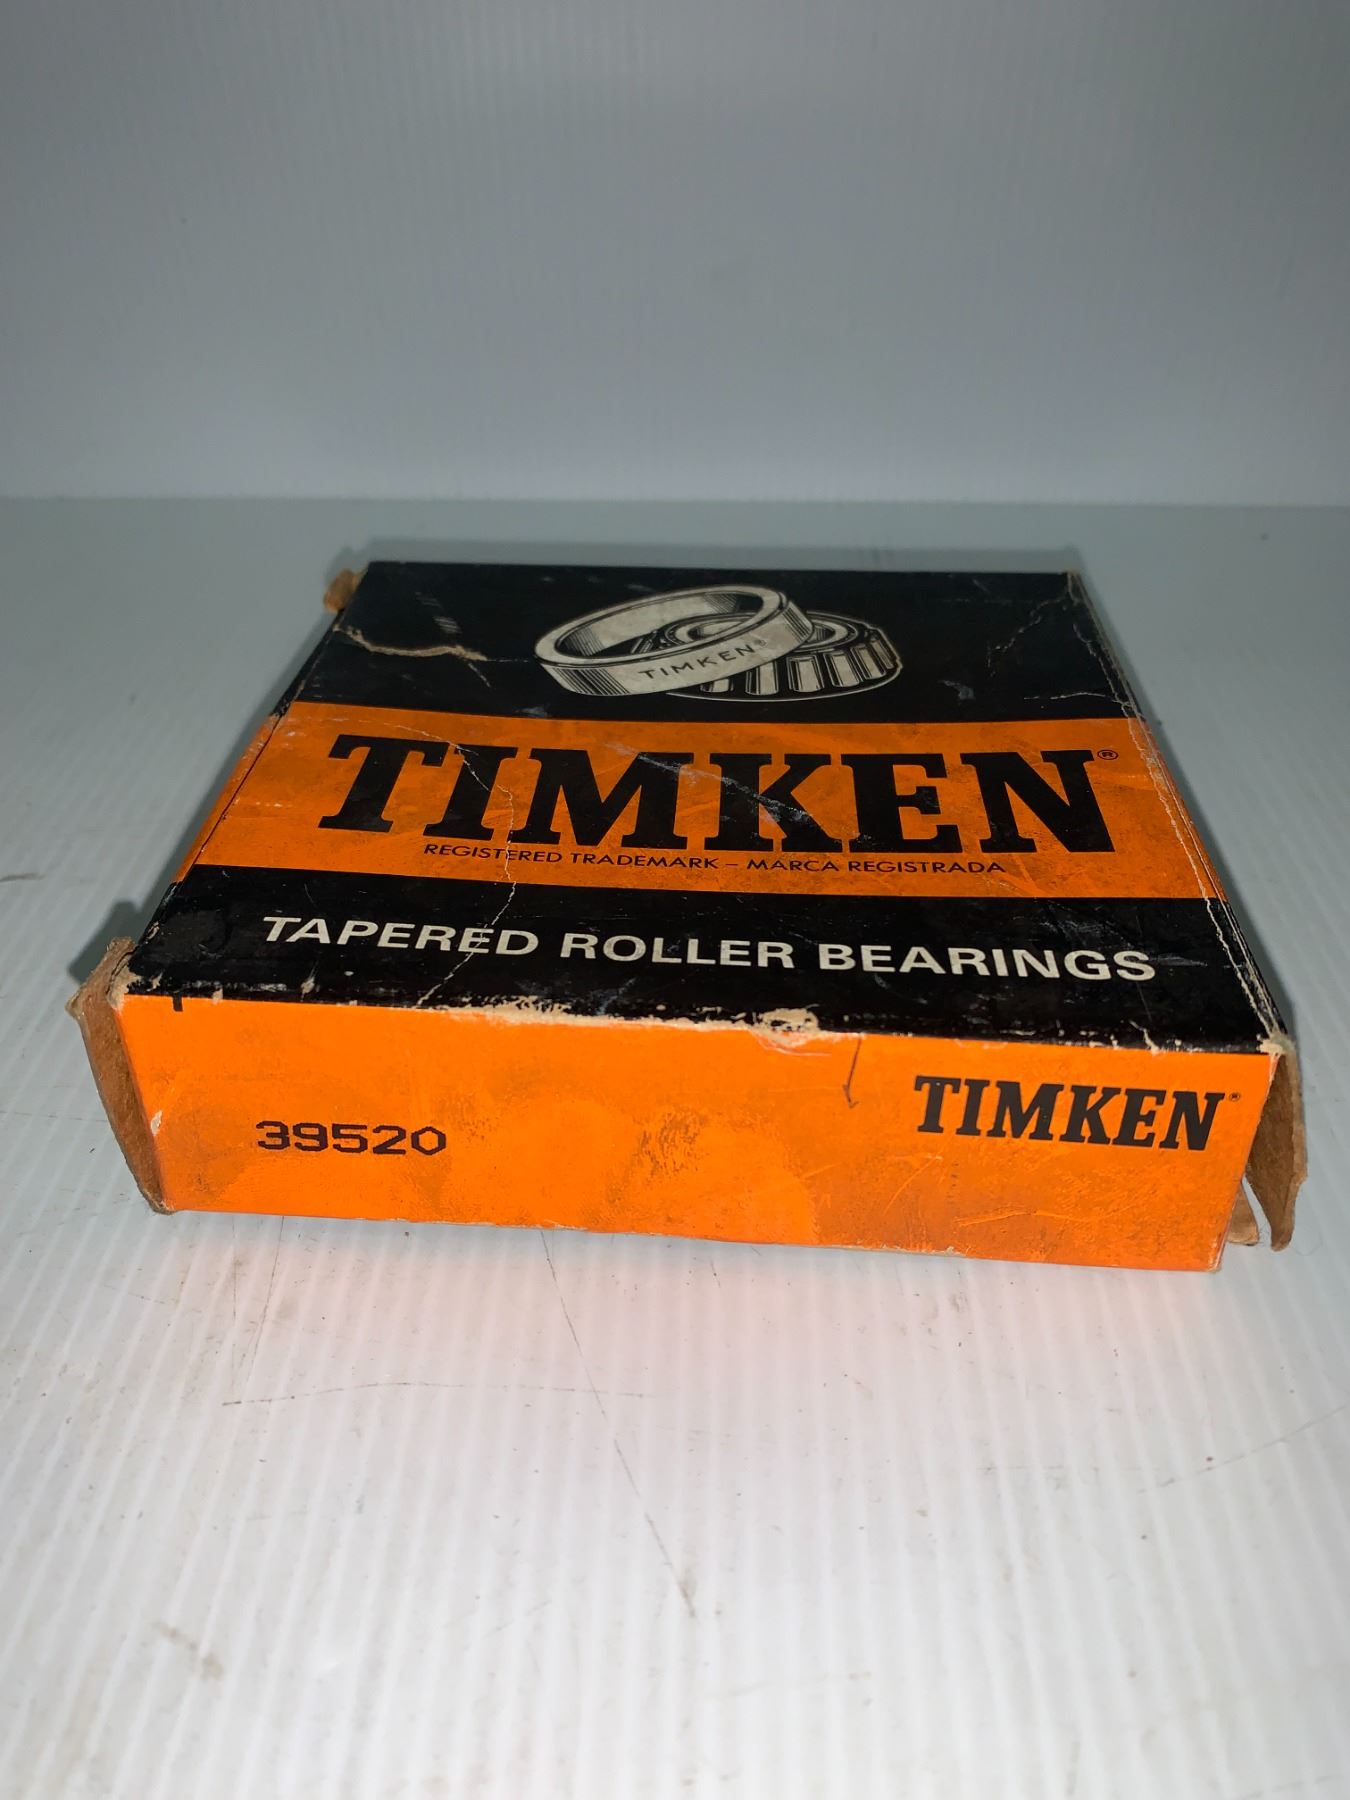 TIMKEN®
TIMKEN®
REGISTERED TRADEMARK – MARCA REGISTRADA
TAPERED ROLLER BEARINGS
TIMKEN®
39520